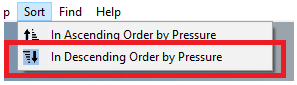 p Sort Find Help
In Ascending Order by Pressure
In Descending Order by Pressure